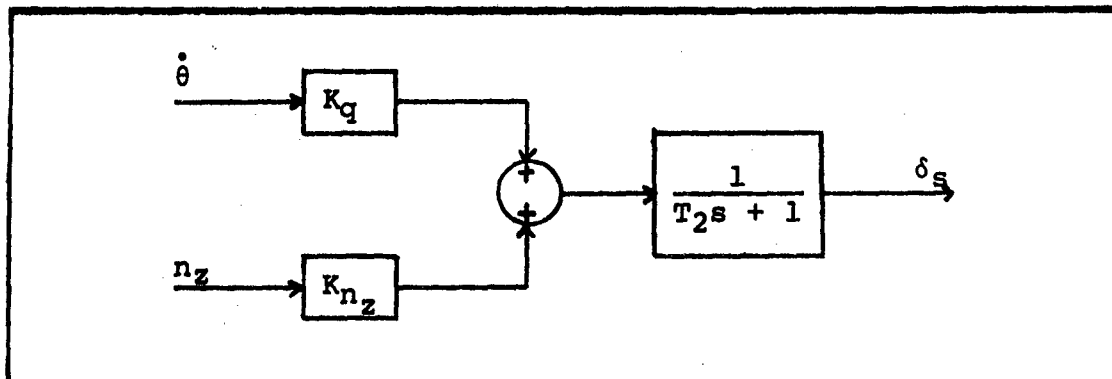 θ̇
K_q
+
1
T₂s + 1
δ_s
+
n_z
K_{n_z}